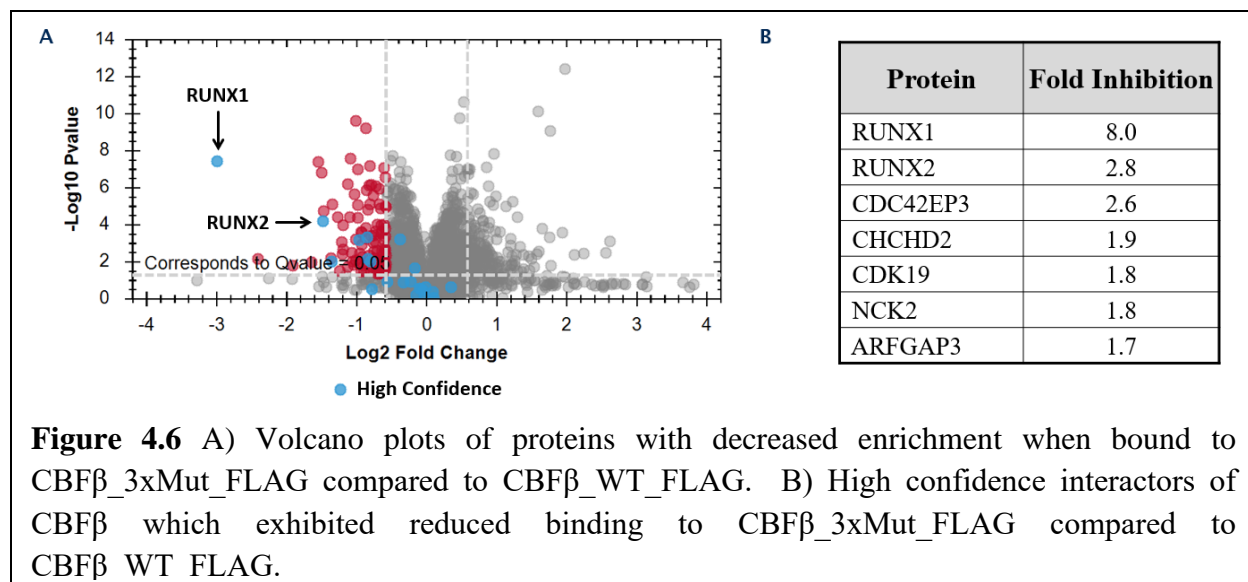 A
B
14
12
10
8
6
4
2
0
-Log10 Pvalue
RUNX1
RUNX2
Corresponds to Qvalue = 0.05
-4 -3 -2 -1 0 1 2 3 4
Log2 Fold Change
High Confidence
Protein Fold Inhibition
RUNX1 8.0
RUNX2 2.8
CDC42EP3 2.6
CHCHD2 1.9
CDK19 1.8
NCK2 1.8
ARFGAP3 1.7
Figure 4.6 A) Volcano plots of proteins with decreased enrichment when bound to
CBFβ_3xMut_FLAG compared to CBFβ_WT_FLAG. B) High confidence interactors of
CBFβ which exhibited reduced binding to CBFβ_3xMut_FLAG compared to
CBFβ_WT_FLAG.